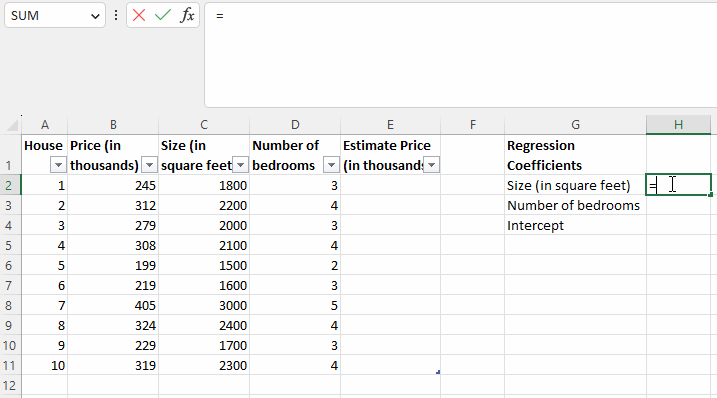 SUM fx =
A B C D E F G H
House Price (in Size (in Number of Estimate Price Regression
1 thousands) square feet bedrooms (in thousands Coefficients
2 1 245 1800 3 Size (in square feet) =
3 2 312 2200 4 Number of bedrooms
4 3 279 2000 3 Intercept
5 4 308 2100 4
6 5 199 1500 2
7 6 219 1600 3
8 7 405 3000 5
9 8 324 2400 4
10 9 229 1700 3
11 10 319 2300 4
12